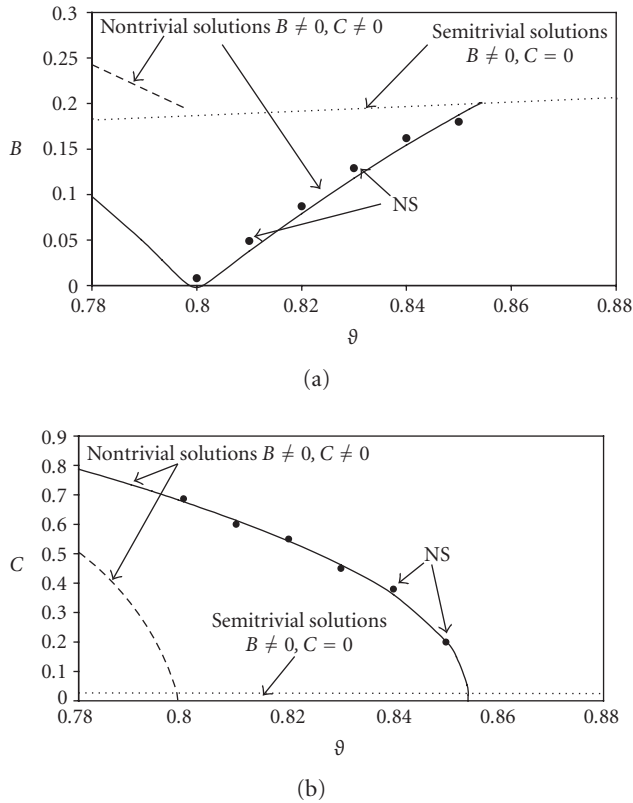 0.3
0.25
0.2
0.15
0.1
0.05
0
B
Nontrivial solutions B ≠ 0, C ≠ 0
Semitrivial solutions
B ≠ 0, C = 0
NS
0.78
0.8
0.82
0.84
0.86
0.88
ϑ
(a)
0.9
0.8
0.7
0.6
0.5
0.4
0.3
0.2
0.1
0
C
Nontrivial solutions B ≠ 0, C ≠ 0
NS
Semitrivial solutions
B ≠ 0, C = 0
0.78
0.8
0.82
0.84
0.86
0.88
ϑ
(b)